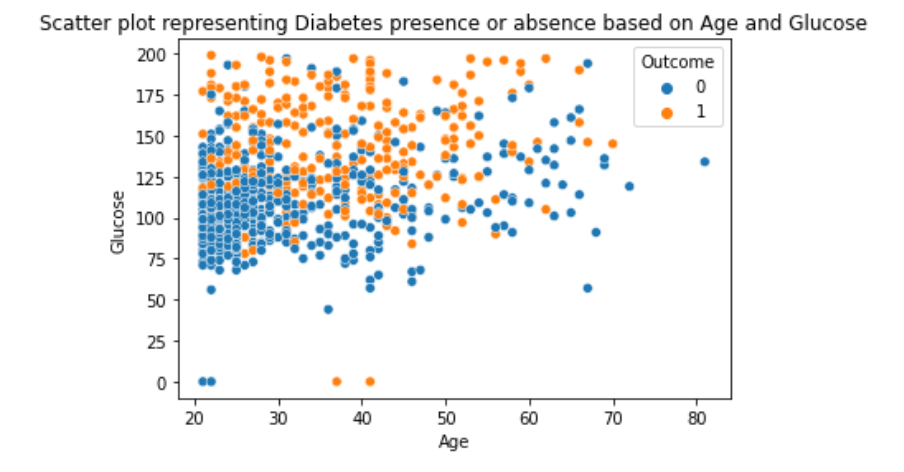 Scatter plot representing Diabetes presence or absence based on Age and Glucose
200
175
150
125
100
75
50
25
0
Glucose
Outcome
0
1
20 30 40 50 60 70 80
Age